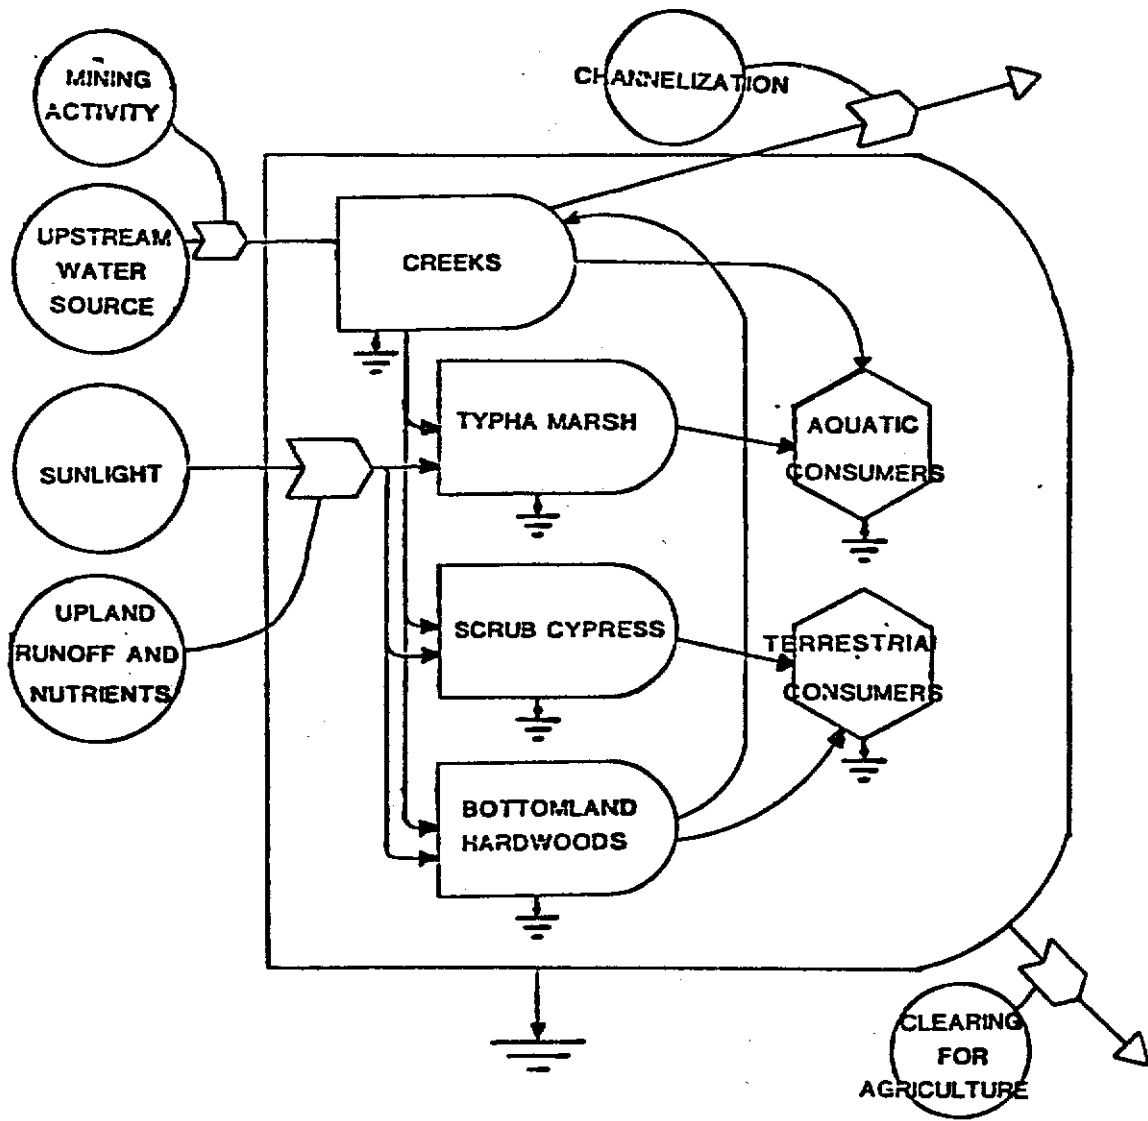 MINING
ACTIVITY
CHANNELIZATION
UPSTREAM
WATER
SOURCE
CREEKS
TYPHA MARSH
AQUATIC
CONSUMERS
SUNLIGHT
UPLAND
RUNOFF AND
NUTRIENTS
SCRUB CYPRESS
TERRESTRIAL
CONSUMERS
BOTTOMLAND
HARDWOODS
CLEARING
FOR
AGRICULTURE